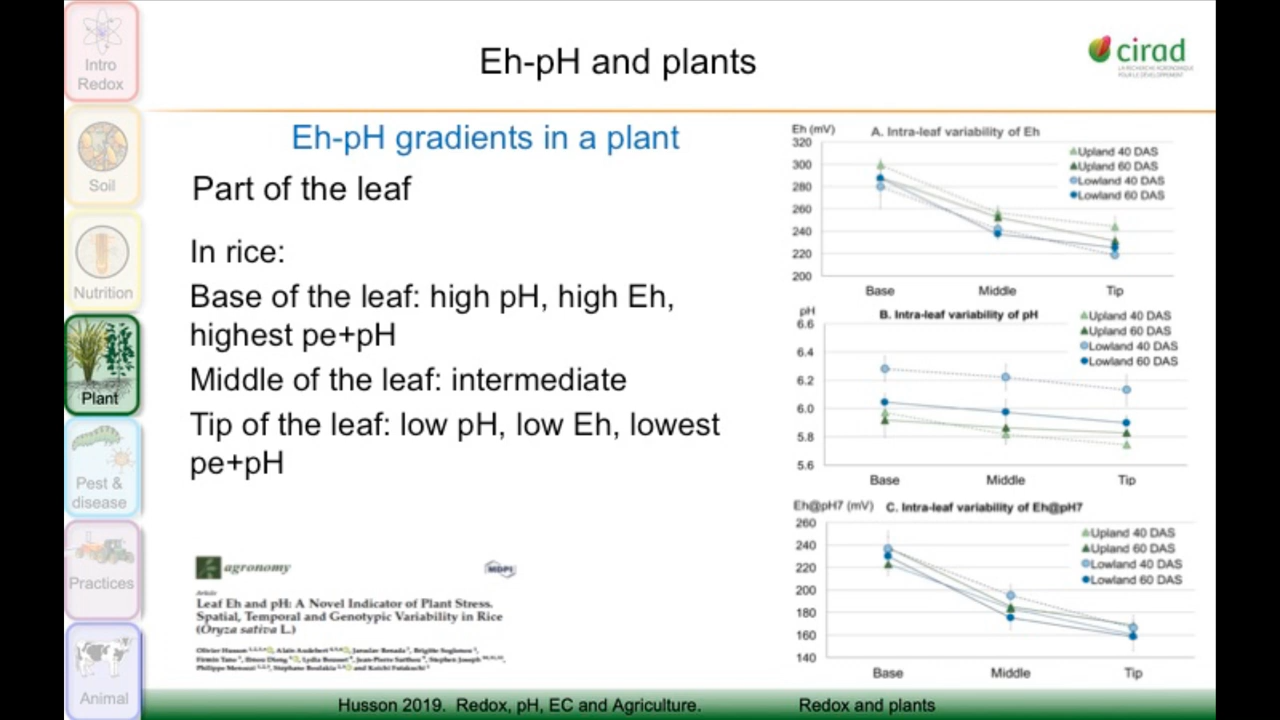 Intro
Redox
Soil
Nutrition
Plant
Pest &
disease
Practices
Animal
Eh-pH and plants
cirad
LA RECHERCHE AGRONOMIQUE
POUR LE DÉVELOPPEMENT
Eh-pH gradients in a plant
Part of the leaf
In rice:
Base of the leaf: high pH, high Eh,
highest pe+pH
Middle of the leaf: intermediate
Tip of the leaf: low pH, low Eh, lowest
pe+pH
agronomy
MDPI
Article
Leaf Eh and pH: A Novel Indicator of Plant Stress.
Spatial, Temporal and Genotypic Variability in Rice
(Oryza sativa L.)
Eh (mV)
A. Intra-leaf variability of Eh
320
300
280
260
240
220
200
Upland 40 DAS
Upland 60 DAS
Lowland 40 DAS
Lowland 60 DAS
Base Middle Tip
pH
B. Intra-leaf variability of pH
6.6
6.4
6.2
6.0
5.8
5.6
Upland 40 DAS
Upland 60 DAS
Lowland 40 DAS
Lowland 60 DAS
Base Middle Tip
Eh@pH7 (mV)
C. Intra-leaf variability of Eh@pH7
260
240
220
200
180
160
140
Upland 40 DAS
Upland 60 DAS
Lowland 40 DAS
Lowland 60 DAS
Base Middle Tip
Husson 2019. Redox, pH, EC and Agriculture.
Redox and plants